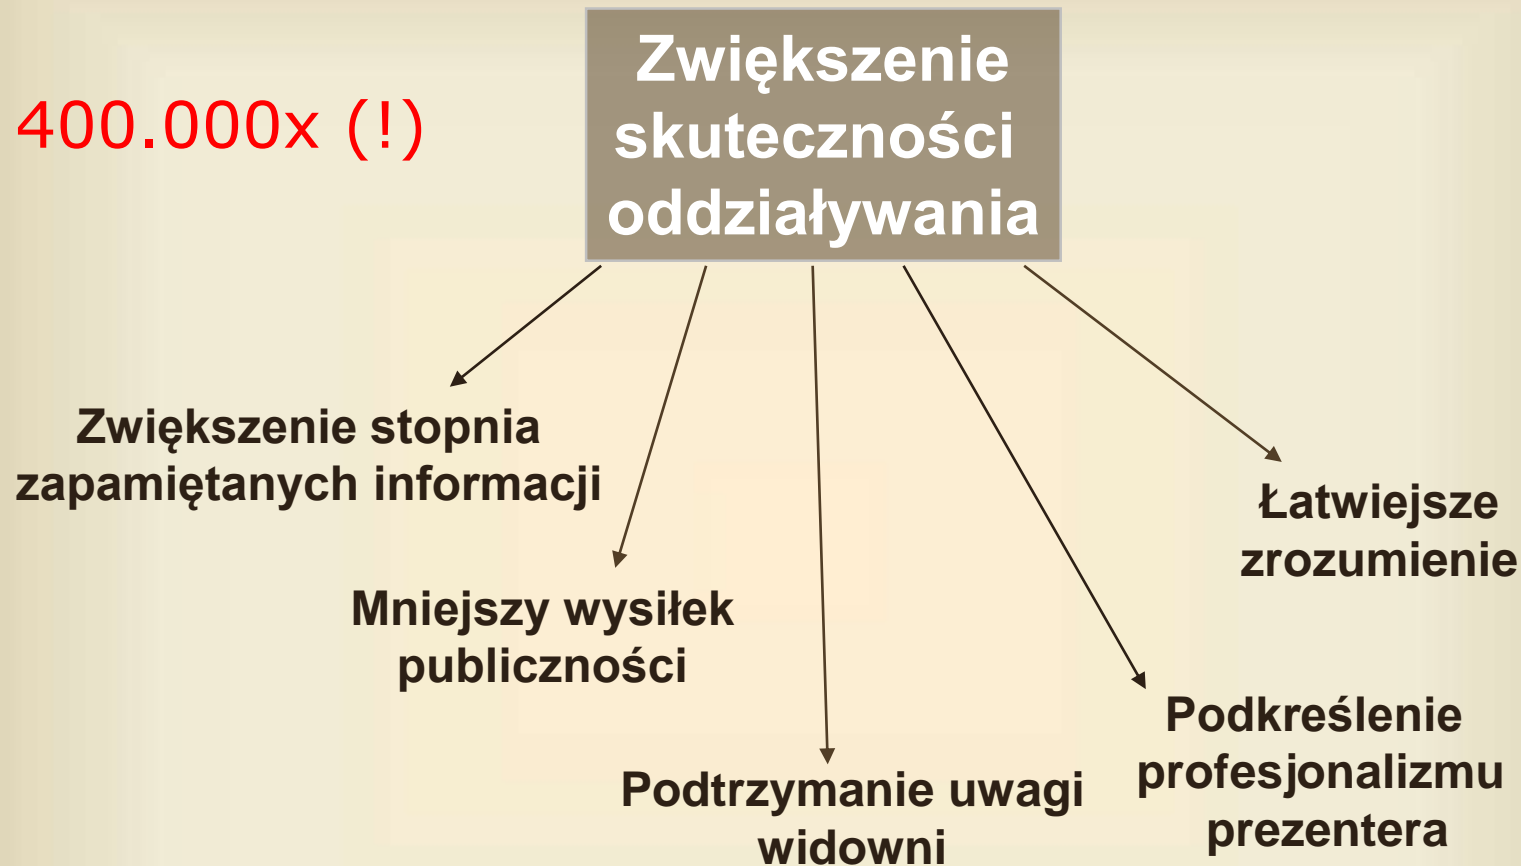 400.000x (!)
Zwiększenie
skuteczności
oddziaływania
Zwiększenie stopnia
zapamiętanych informacji
Mniejszy wysiłek
publiczności
Podtrzymanie uwagi
widowni
Podkreślenie
profesjonalizmu
prezentera
Łatwiejsze
zrozumienie